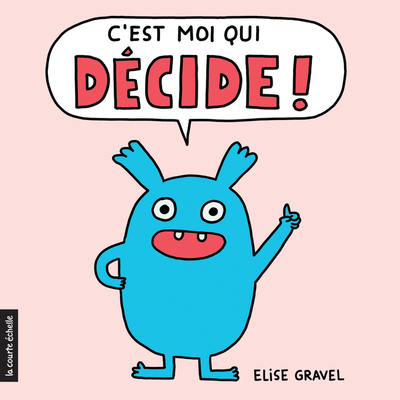 C'EST MOI QUI
DÉCIDE!
ELISE GRAVEL
la courte échelle